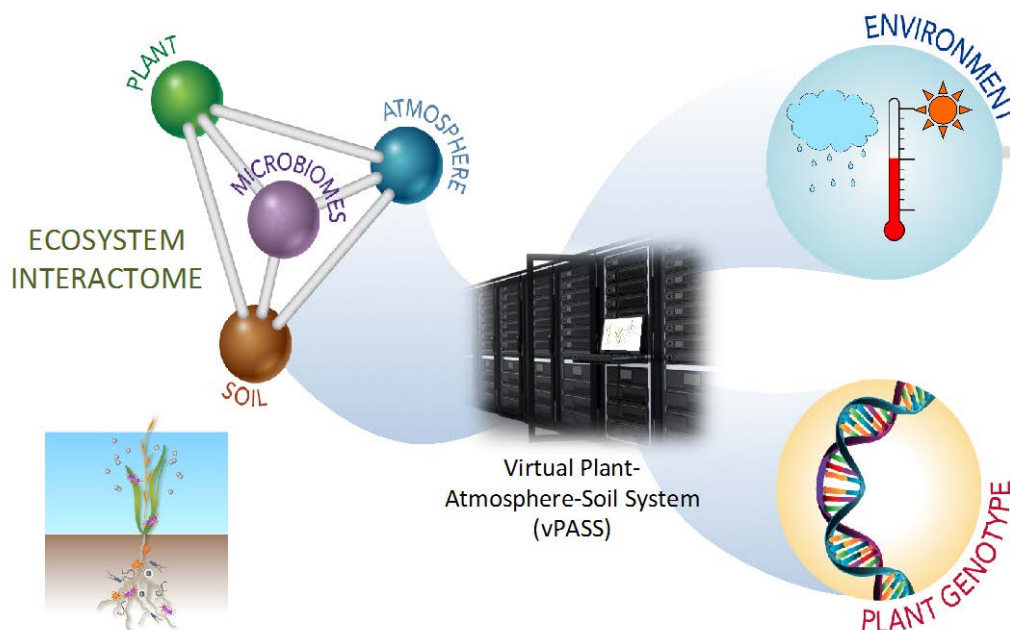 PLANT
ATMOSPHERE
MICROBIOMES
ECOSYSTEM
INTERACTOME
SOIL
Virtual Plant-
Atmosphere-Soil System
(vPASS)
ENVIRONMENT
PLANT GENOTYPE